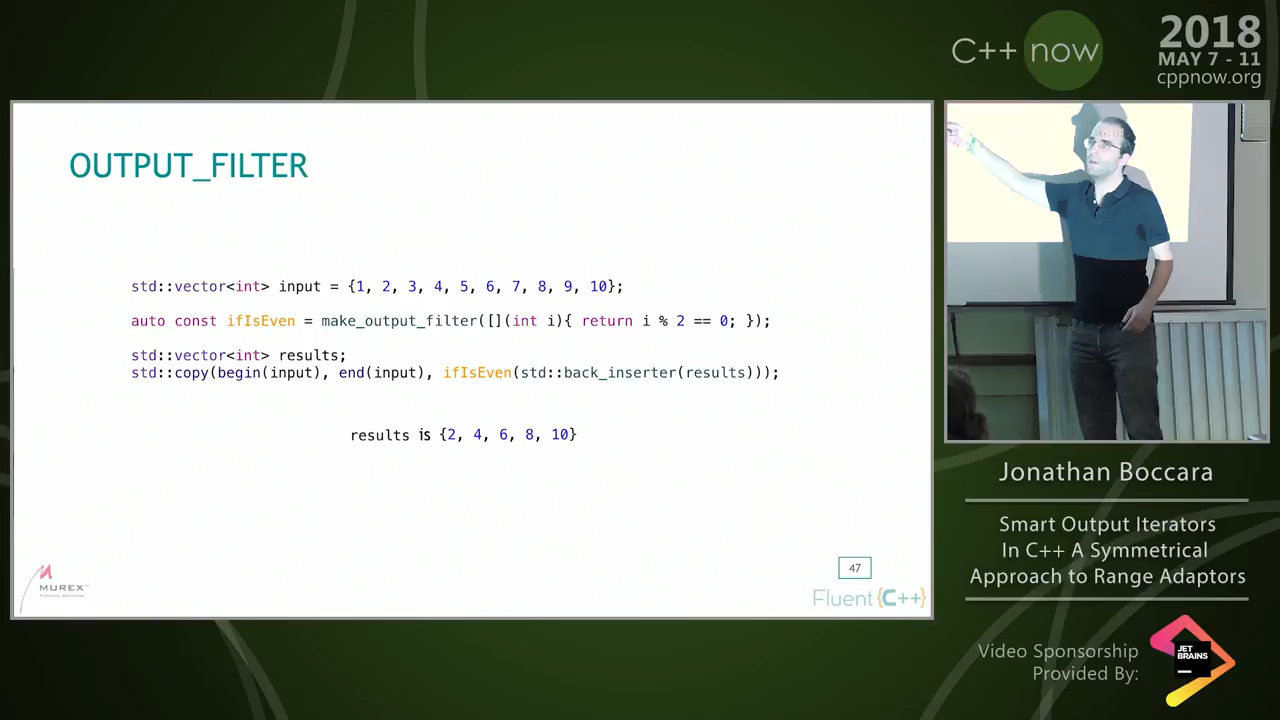 C++ now
2018
MAY 7 - 11
cppnow.org
OUTPUT_FILTER
std::vector<int> input = {1, 2, 3, 4, 5, 6, 7, 8, 9, 10};
auto const ifIsEven = make_output_filter([](int i){ return i % 2 == 0; });
std::vector<int> results;
std::copy(begin(input), end(input), ifIsEven(std::back_inserter(results)));
results is {2, 4, 6, 8, 10}
MUREX
47
Fluent {C++}
Jonathan Boccara
Smart Output Iterators
In C++ A Symmetrical
Approach to Range Adaptors
Video Sponsorship
Provided By:
JET
BRAINS